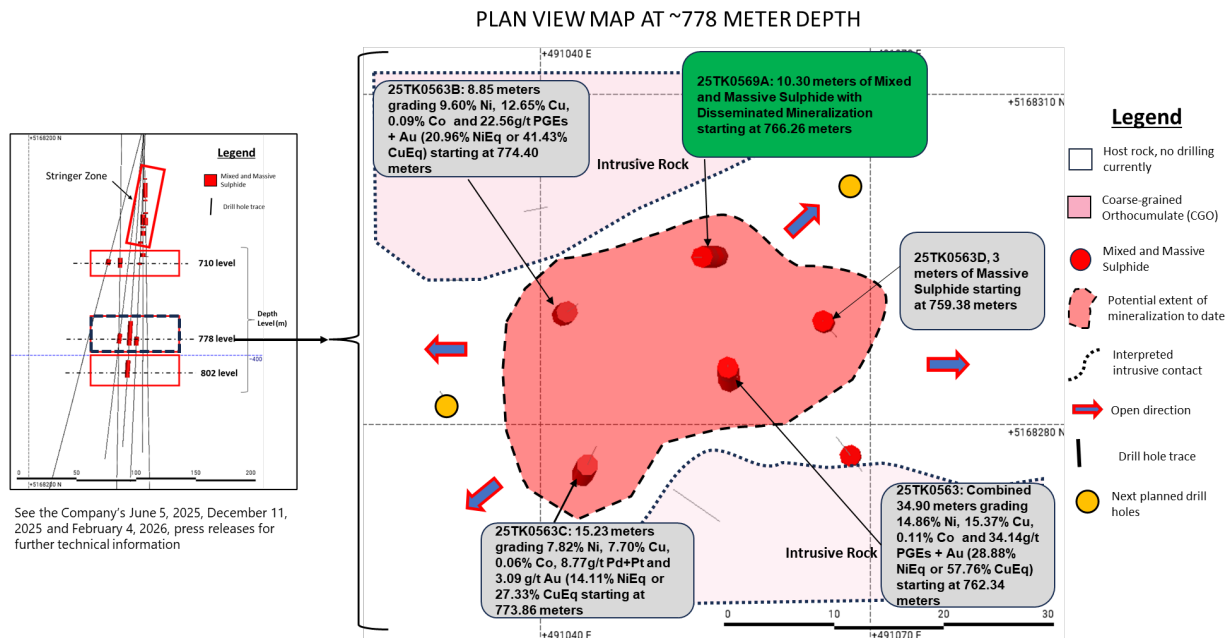 PLAN VIEW MAP AT ~778 METER DEPTH
+5168200 N
Legend
Mixed and Massive
Sulphide
Drill hole trace
Stringer Zone
710 level
Depth
Level (m)
778 level
-400
802 level
0 50 100 150 200
+5168200 N
See the Company's June 5, 2025, December 11,
2025 and February 4, 2026, press releases for
further technical information
+491040 E
+491070 E
+5168310 N
25TK0563B: 8.85 meters
grading 9.60% Ni, 12.65% Cu,
0.09% Co and 22.56g/t PGEs
+ Au (20.96% NiEq or 41.43%
CuEq) starting at 774.40
meters
25TK0569A: 10.30 meters of Mixed
and Massive Sulphide with
Disseminated Mineralization
starting at 766.26 meters
Intrusive Rock
25TK0563D, 3
meters of Massive
Sulphide starting
at 759.38 meters
+5168280 N
25TK0563C: 15.23 meters
grading 7.82% Ni, 7.70% Cu,
0.06% Co, 8.77g/t Pd+Pt and
3.09 g/t Au (14.11% NiEq or
27.33% CuEq starting at
773.86 meters
Intrusive Rock
25TK0563: Combined
34.90 meters grading
14.86% Ni, 15.37% Cu,
0.11% Co and 34.14g/t
PGEs + Au (28.88%
NiEq or 57.76% CuEq)
starting at 762.34
meters
0 10 20 30
+491040 E
+491070 E
Legend
Host rock, no drilling
currently
Coarse-grained
Orthocumulate (CGO)
Mixed and Massive
Sulphide
Potential extent of
mineralization to date
Interpreted
intrusive contact
Open direction
Drill hole trace
Next planned drill
holes